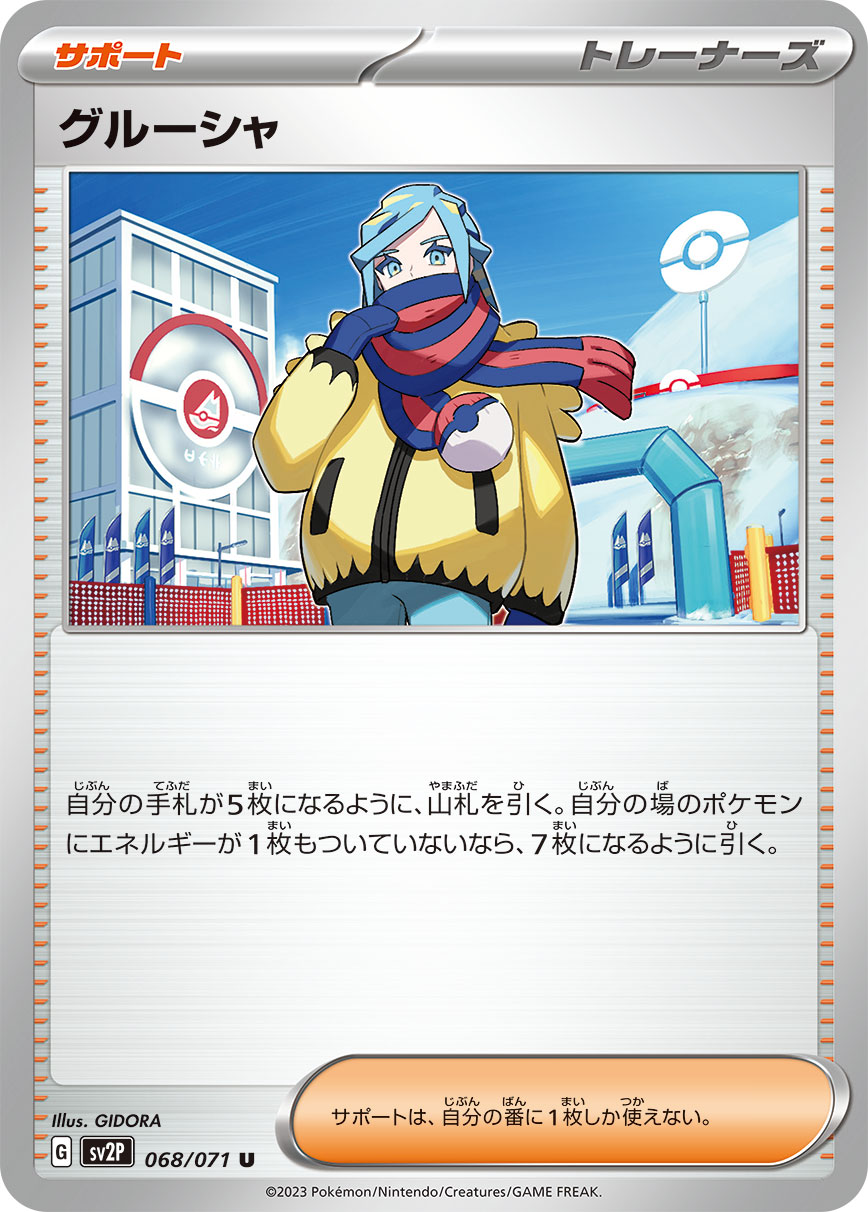 サポート
トレーナーズ
グルーシャ
自分の手札が5枚になるように、山札を引く。自分の場のポケモン
にエネルギーが1枚もついていないなら、7枚になるように引く。
サポートは、自分の番に1枚しか使えない。
Illus. GIDORA
G sv2P 068/071 U
©2023 Pokémon/Nintendo/Creatures/GAME FREAK.